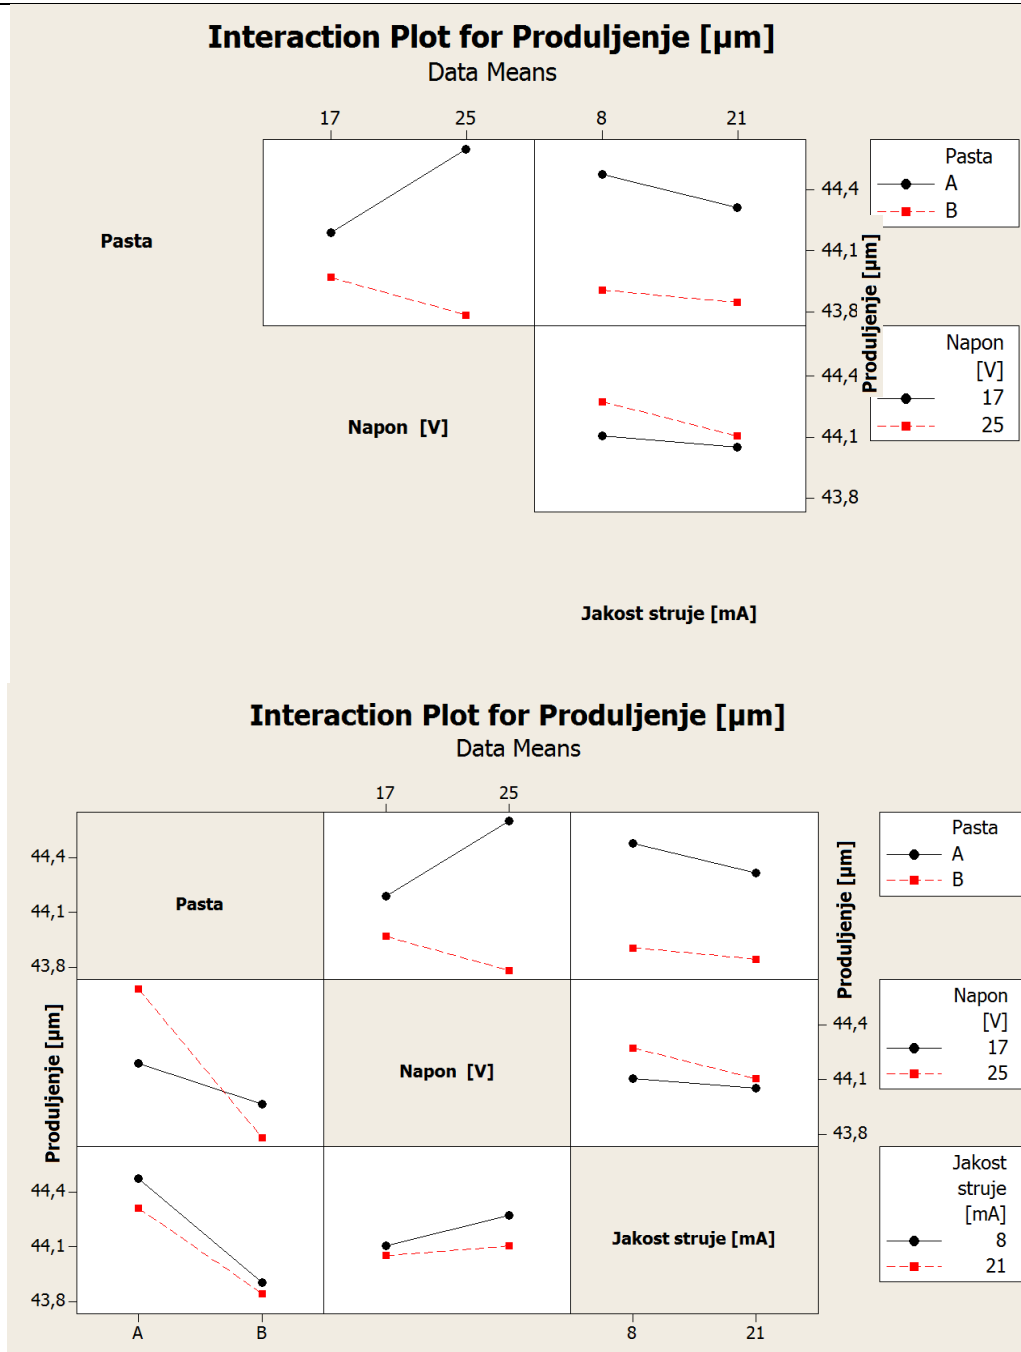 Interaction Plot for Produljenje [µm]
Data Means
17 25 8 21
Pasta
A
B
Pasta
44,4
44,1
43,8
Produljenje [µm]
Napon [V]
44,4
44,1
43,8
Napon
[V]
17
25
Jakost struje [mA]
Interaction Plot for Produljenje [µm]
Data Means
17 25
44,4
44,1
43,8
Pasta
Produljenje [µm]
Pasta
A
B
Produljenje [µm]
Napon [V]
44,4
44,1
43,8
Napon
[V]
17
25
44,4
44,1
43,8
Jakost struje [mA]
Jakost
struje
[mA]
8
21
A B 8 21